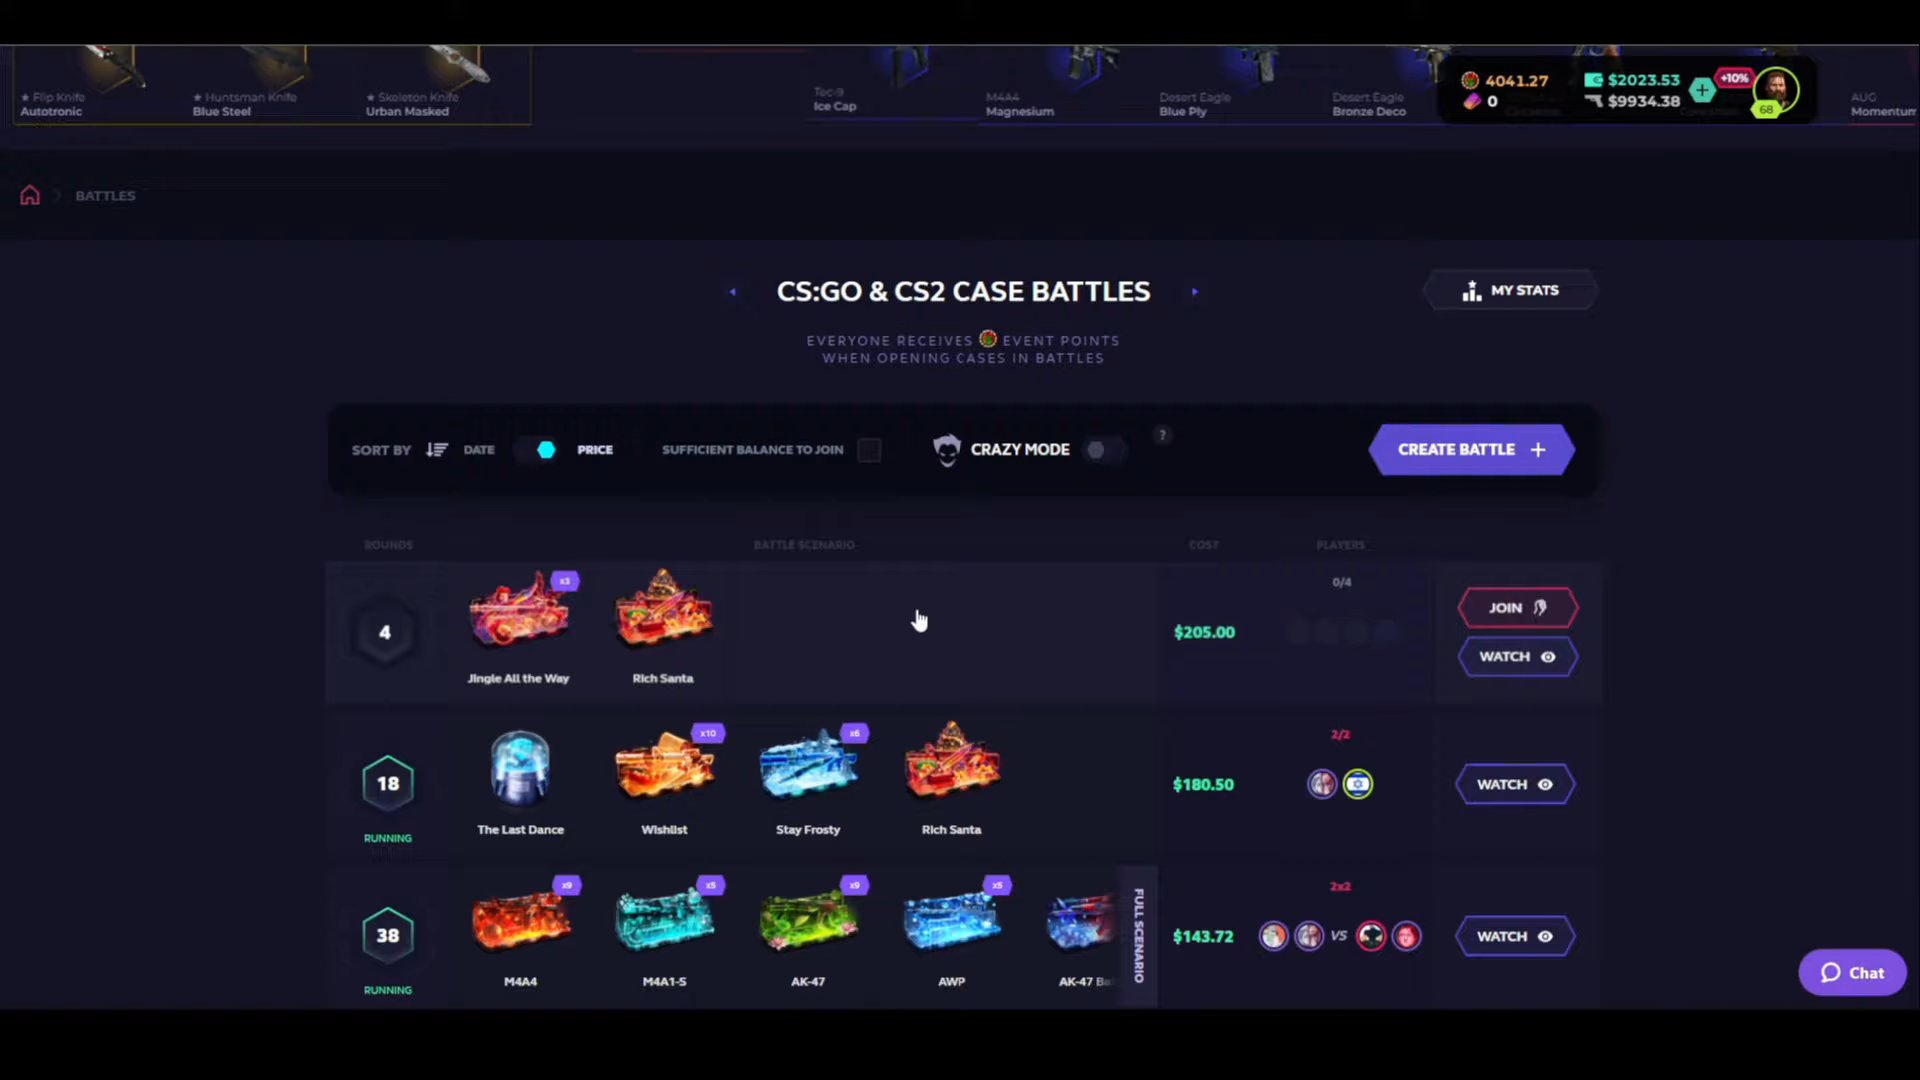 ★ Flip Knife
Autotronic
★ Huntsman Knife
Blue Steel
★ Skeleton Knife
Urban Masked
Tec-9
Ice Cap
M4A4
Magnesium
Desert Eagle
Blue Ply
Desert Eagle
Bronze Deco
AUG
Momentum
4041.27
0
$2023.53
$9934.38
+
+10%
68
BATTLES
CS:GO & CS2 CASE BATTLES
MY STATS
EVERYONE RECEIVES EVENT POINTS
WHEN OPENING CASES IN BATTLES
SORT BY DATE PRICE
SUFFICIENT BALANCE TO JOIN
CRAZY MODE
?
CREATE BATTLE +
ROUNDS
BATTLE SCENARIO
COST
PLAYERS
4
x3
Jingle All the Way
Rich Santa
$205.00
0/4
JOIN
WATCH
18
RUNNING
The Last Dance
x10
Wishlist
x6
Stay Frosty
Rich Santa
$180.50
2/2
WATCH
38
RUNNING
x9
M4A4
x5
M4A1-S
x9
AK-47
x5
AWP
AK-47 Ba
FULL SCENARIO
$143.72
2x2
VS
WATCH
Chat